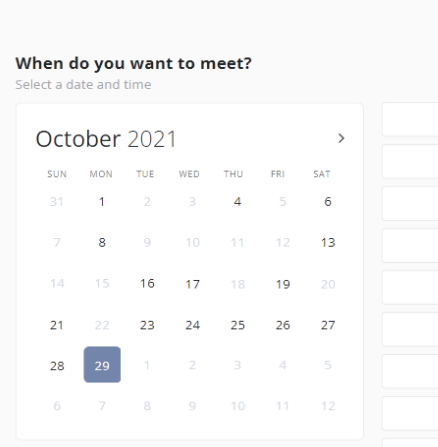 When do you want to meet?
Select a date and time
October 2021
SUN MON TUE WED THU FRI SAT
31 1 2 3 4 5 6
7 8 9 10 11 12 13
14 15 16 17 18 19 20
21 22 23 24 25 26 27
28 29 1 2 3 4 5
6 7 8 9 10 11 12